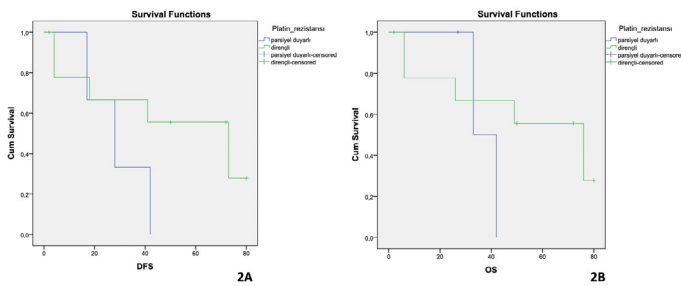 Survival Functions
Platin_rezistansı
parsiyel duyarlı
dirençli
parsiyel duyarlı-censored
dirençli-censored
Cum Survival
1,0
0,8
0,6
0,4
0,2
0,0
0 20 40 60 80
DFS
2A
Survival Functions
Platin_rezistansı
parsiyel duyarlı
dirençli
parsiyel duyarlı-censore
dirençli-censored
Cum Survival
1,0
0,8
0,6
0,4
0,2
0,0
0 20 40 60 80
OS
2B